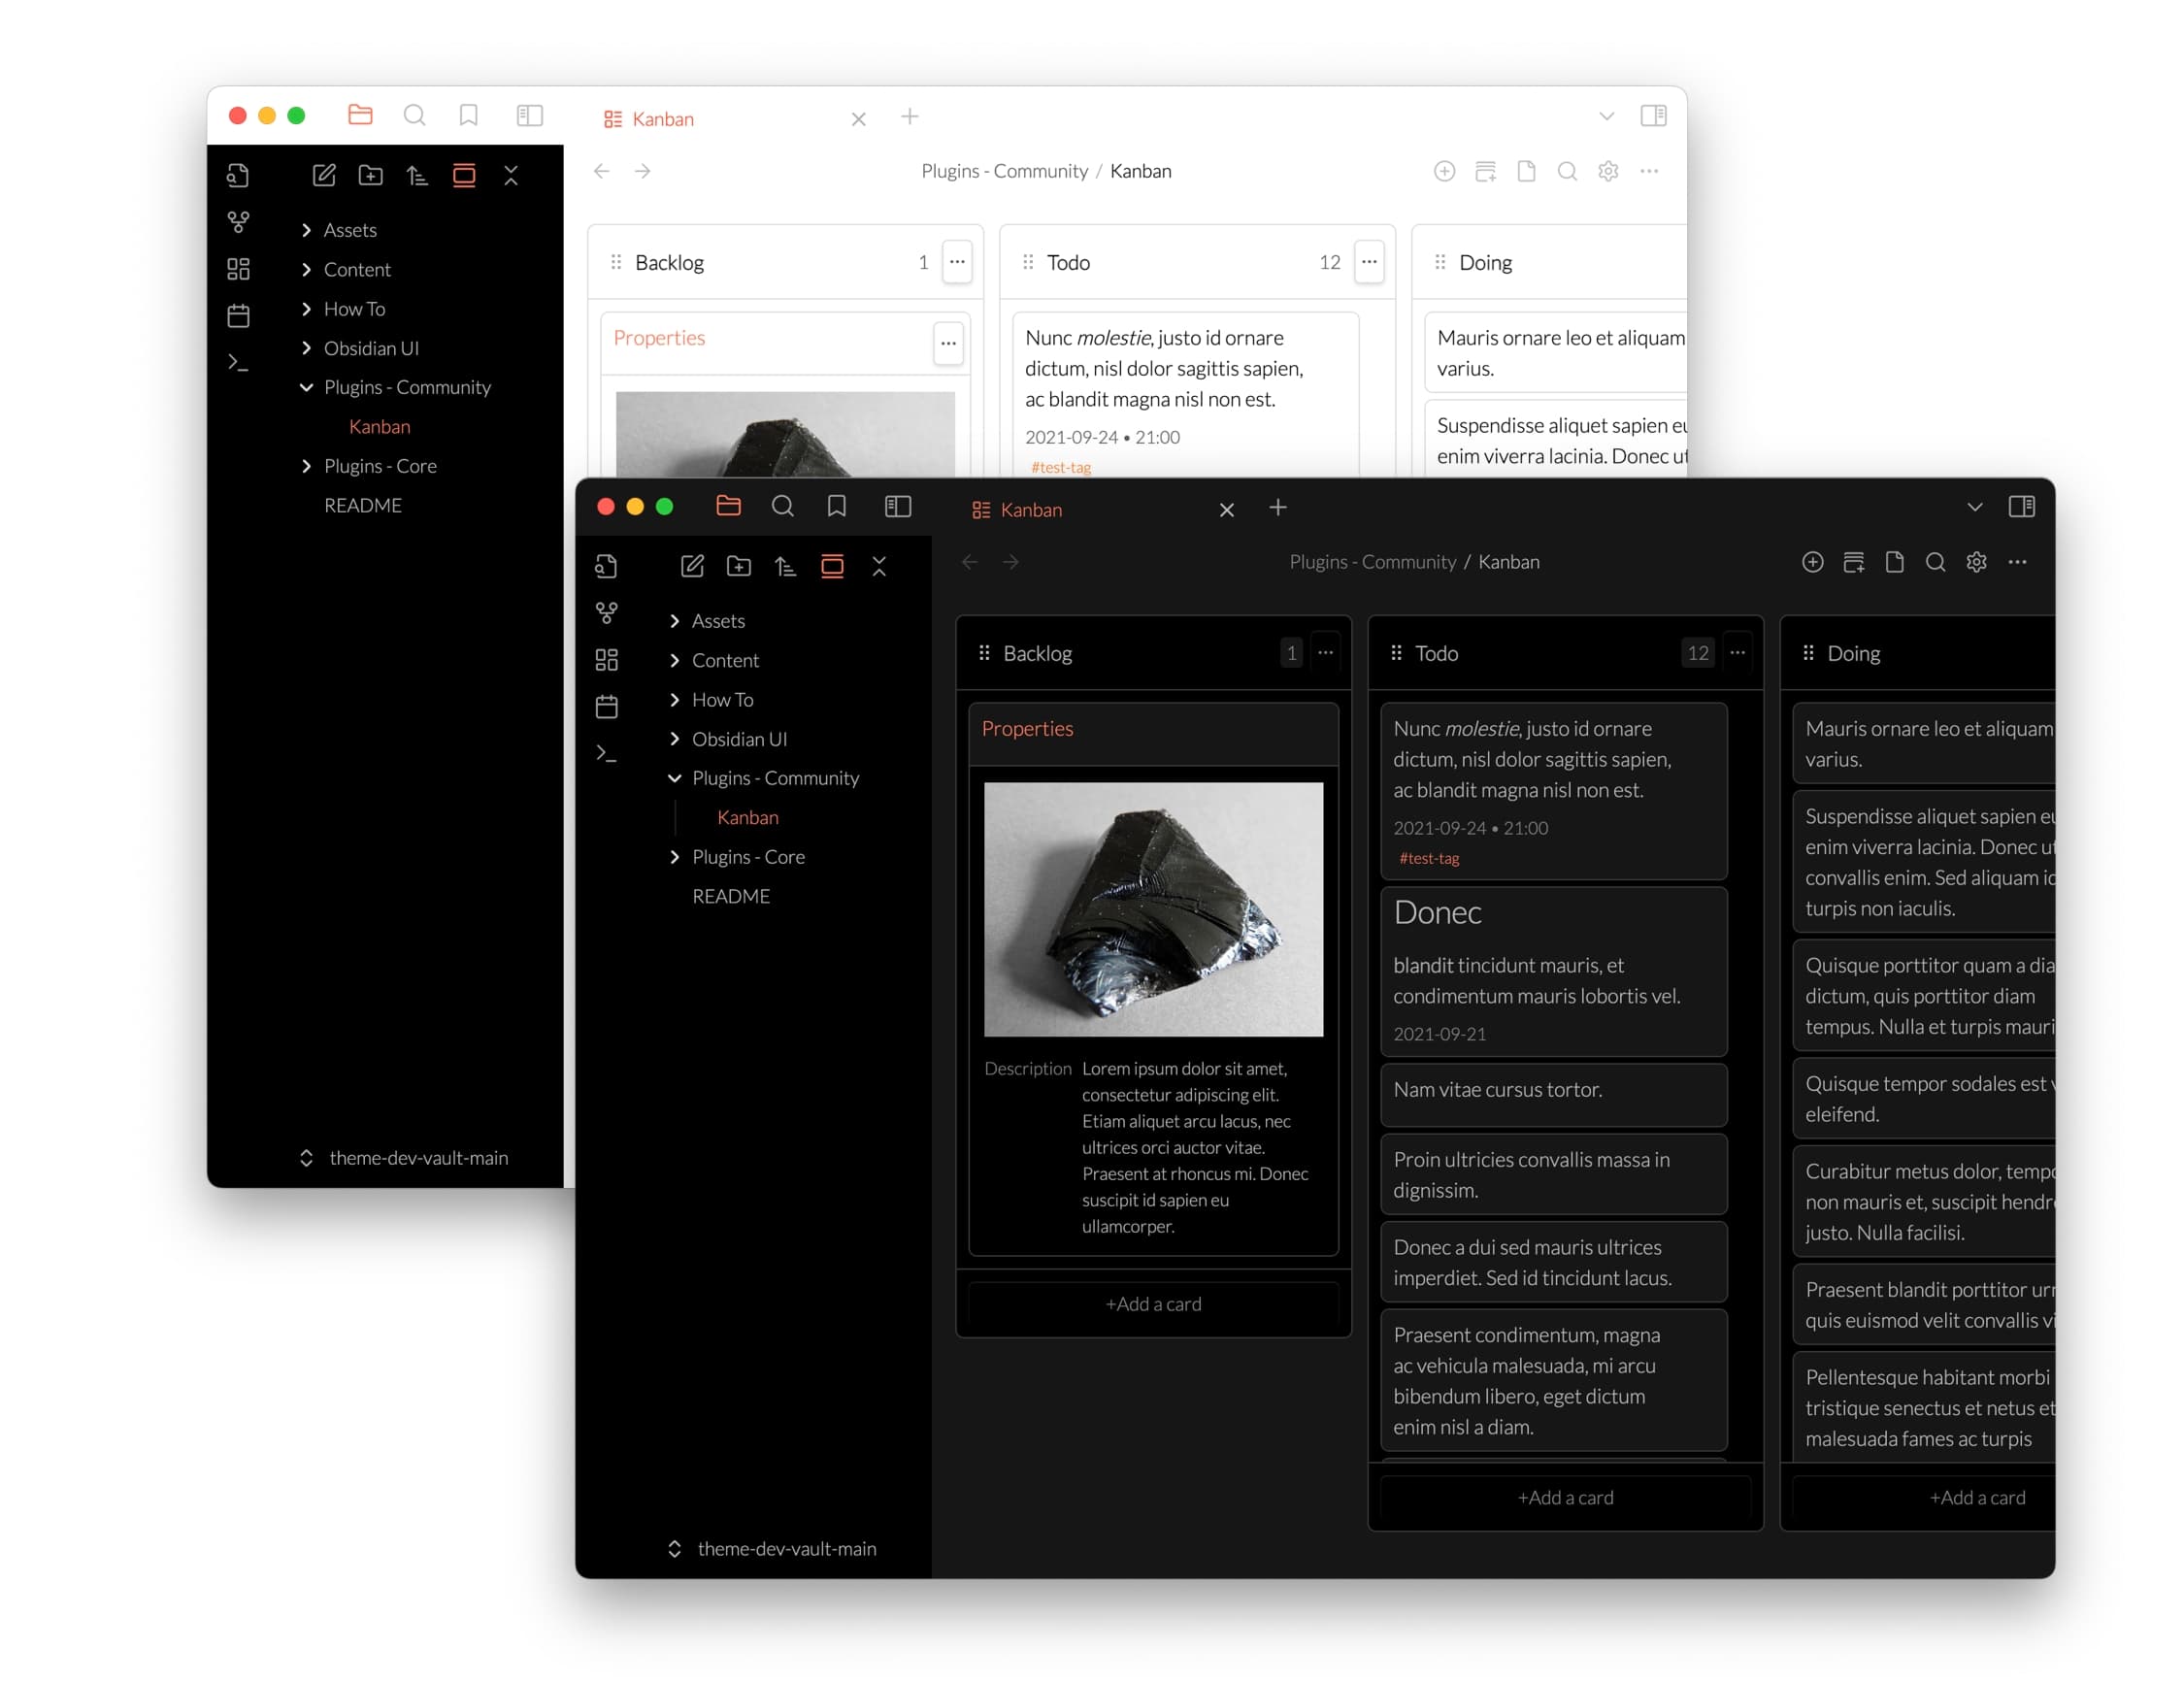 Kanban
Plugins - Community / Kanban
Assets
Content
How To
Obsidian UI
Plugins - Community
Kanban
Plugins - Core
README
theme-dev-vault-main
Backlog 1
Properties
Todo 12
Nunc molestie, justo id ornare
dictum, nisl dolor sagittis sapien,
ac blandit magna nisl non est.
2021-09-24 • 21:00
#test-tag
Doing
Mauris ornare leo et aliquam
varius.
Suspendisse aliquet sapien
enim viverra lacinia. Donec
Kanban
Plugins - Community / Kanban
Assets
Content
How To
Obsidian UI
Plugins - Community
Kanban
Plugins - Core
README
theme-dev-vault-main
Backlog 1
Properties
Description Lorem ipsum dolor sit amet,
consectetur adipiscing elit.
Etiam aliquet arcu lacus, nec
ultrices orci auctor vitae.
Praesent at rhoncus mi. Donec
suscipit id sapien eu
ullamcorper.
+Add a card
Todo 12
Nunc molestie, justo id ornare
dictum, nisl dolor sagittis sapien,
ac blandit magna nisl non est.
2021-09-24 • 21:00
#test-tag
Donec
blandit tincidunt mauris, et
condimentum mauris lobortis vel.
2021-09-21
Nam vitae cursus tortor.
Proin ultricies convallis massa in
dignissim.
Donec a dui sed mauris ultrices
imperdiet. Sed id tincidunt lacus.
Praesent condimentum, magna
ac vehicula malesuada, mi arcu
bibendum libero, eget dictum
enim nisl a diam.
+Add a card
Doing
Mauris ornare leo et aliquam
varius.
Suspendisse aliquet sapien
enim viverra lacinia. Donec
convallis enim. Sed aliquam
turpis non iaculis.
Quisque porttitor quam a
dictum, quis porttitor diam
tempus. Nulla et turpis
Quisque tempor sodales est
eleifend.
Curabitur metus dolor,
non mauris et, suscipit
justo. Nulla facilisi.
Praesent blandit porttitor
quis euismod velit convallis
Pellentesque habitant morbi
tristique senectus et netus et
malesuada fames ac turpis
+Add a card